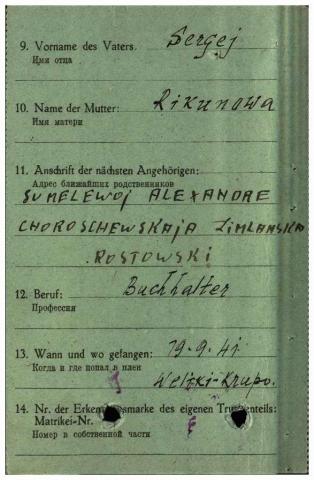 9. Vorname des Vaters. Sergej
Имя отца
10. Name der Mutter: Rikunowa
Имя матери
11. Anschrift der nächsten Angehörigen:
Адрес ближайших родственников
SUMELEWOJ ALEXANDRE
CHOROSCHEWSKAJA ZIMLANSKA
ROSTOWSKI
12. Beruf: Buchhalter
Профессия
13. Wann und wo gefangen: 19.9.41.
Когда и где попал в плен
Weliki-Krupo.
14. Nr. der Erkennungsmarke des eigenen Truppenteils:
Matrikel-Nr.
Номер в собственной части